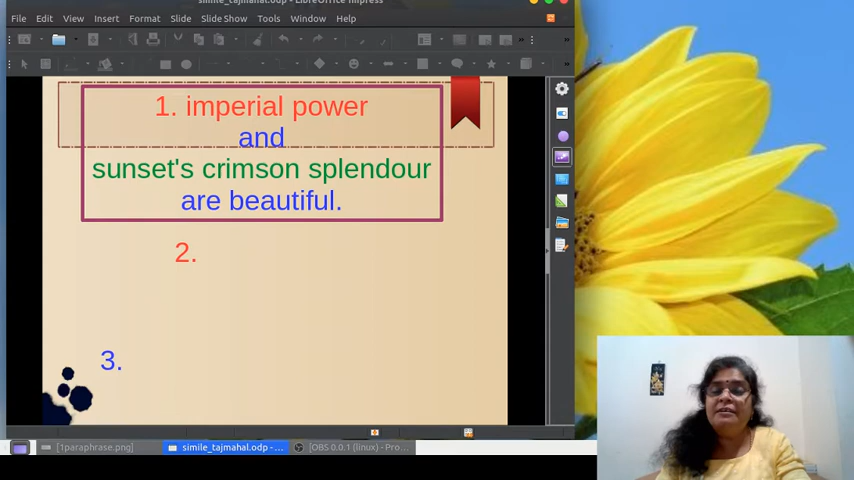 simile_tajmahal.odp - LibreOffice Impress
File Edit View Insert Format Slide Slide Show Tools Window Help
1. imperial power
and
sunset's crimson splendour
are beautiful.
2.
3.
[1paraphrase.png] simile_tajmahal.odp - ... [OBS 0.0.1 (linux) - Pro...